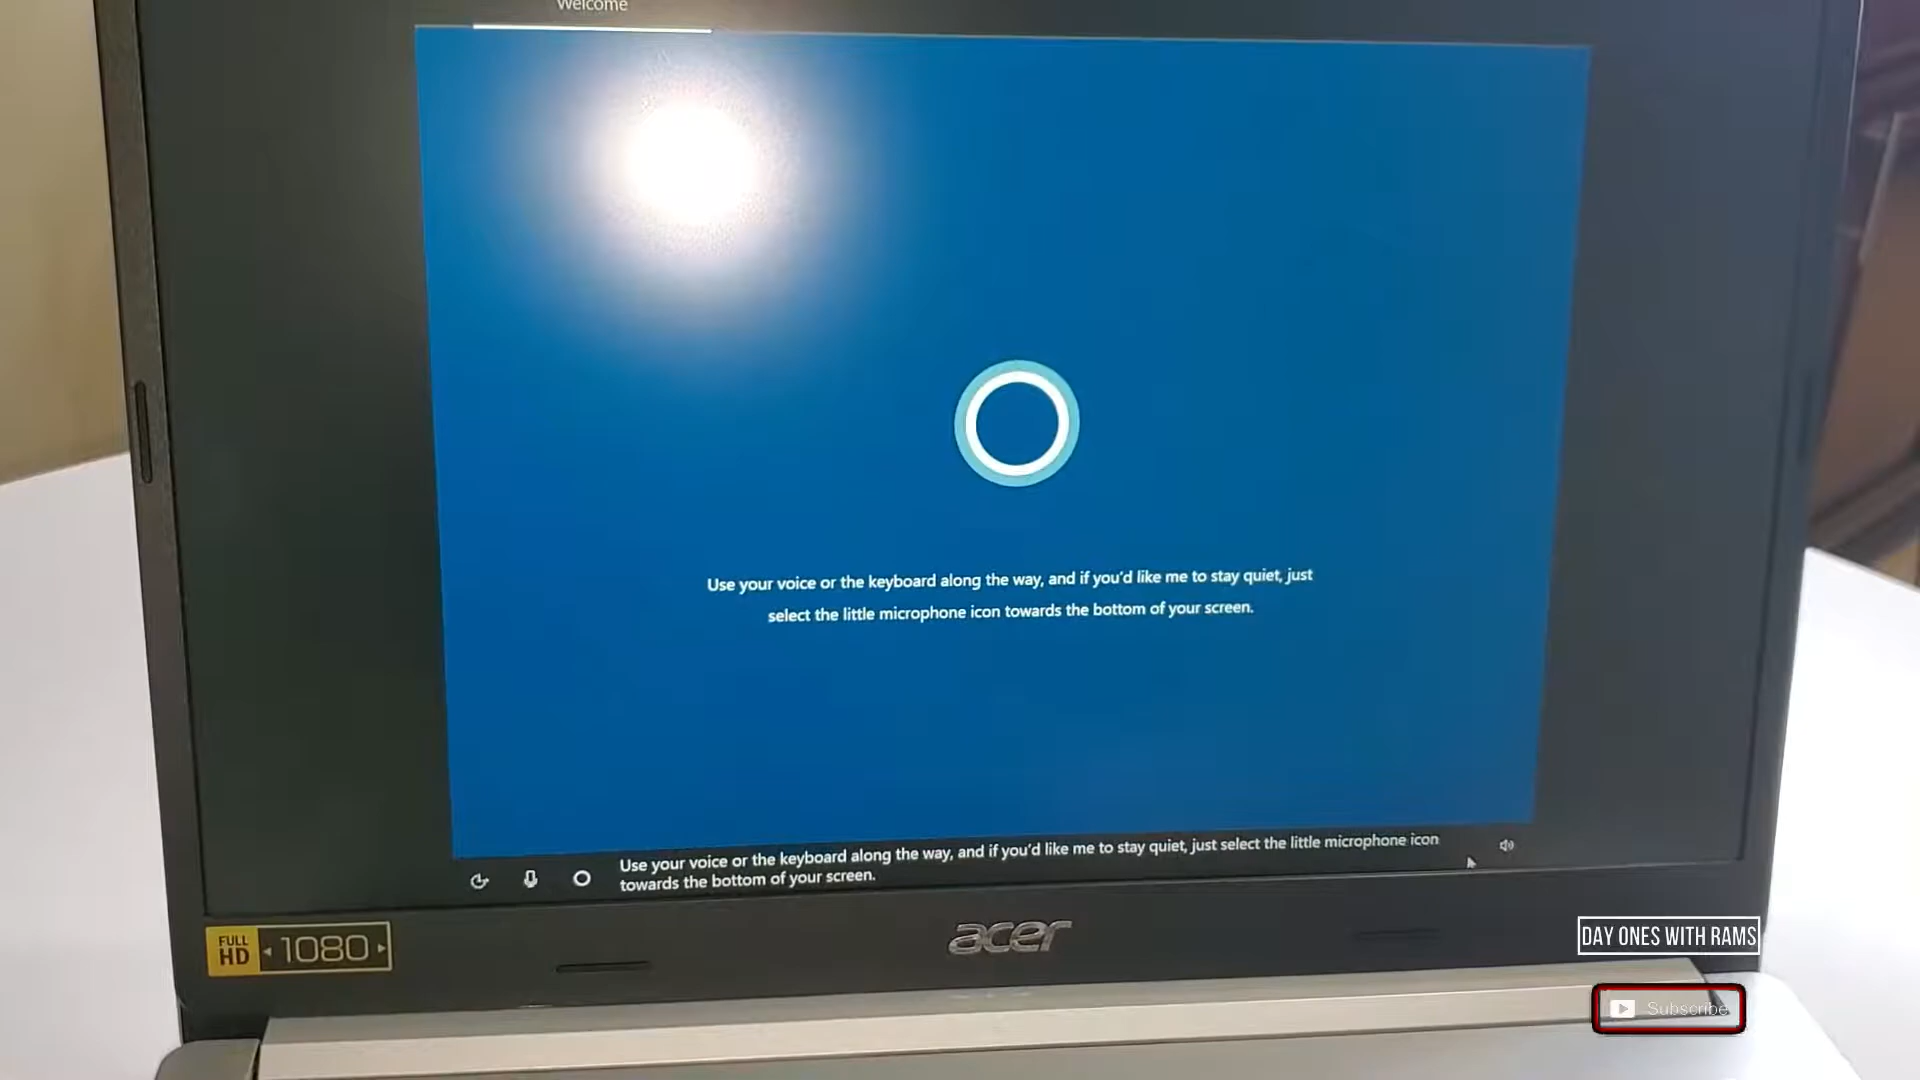 Welcome
Use your voice or the keyboard along the way, and if you'd like me to stay quiet, just
select the little microphone icon towards the bottom of your screen.
Use your voice or the keyboard along the way, and if you'd like me to stay quiet, just select the little microphone icon
towards the bottom of your screen.
FULL HD 1080
acer
DAY ONES WITH RAMS
Subscribe